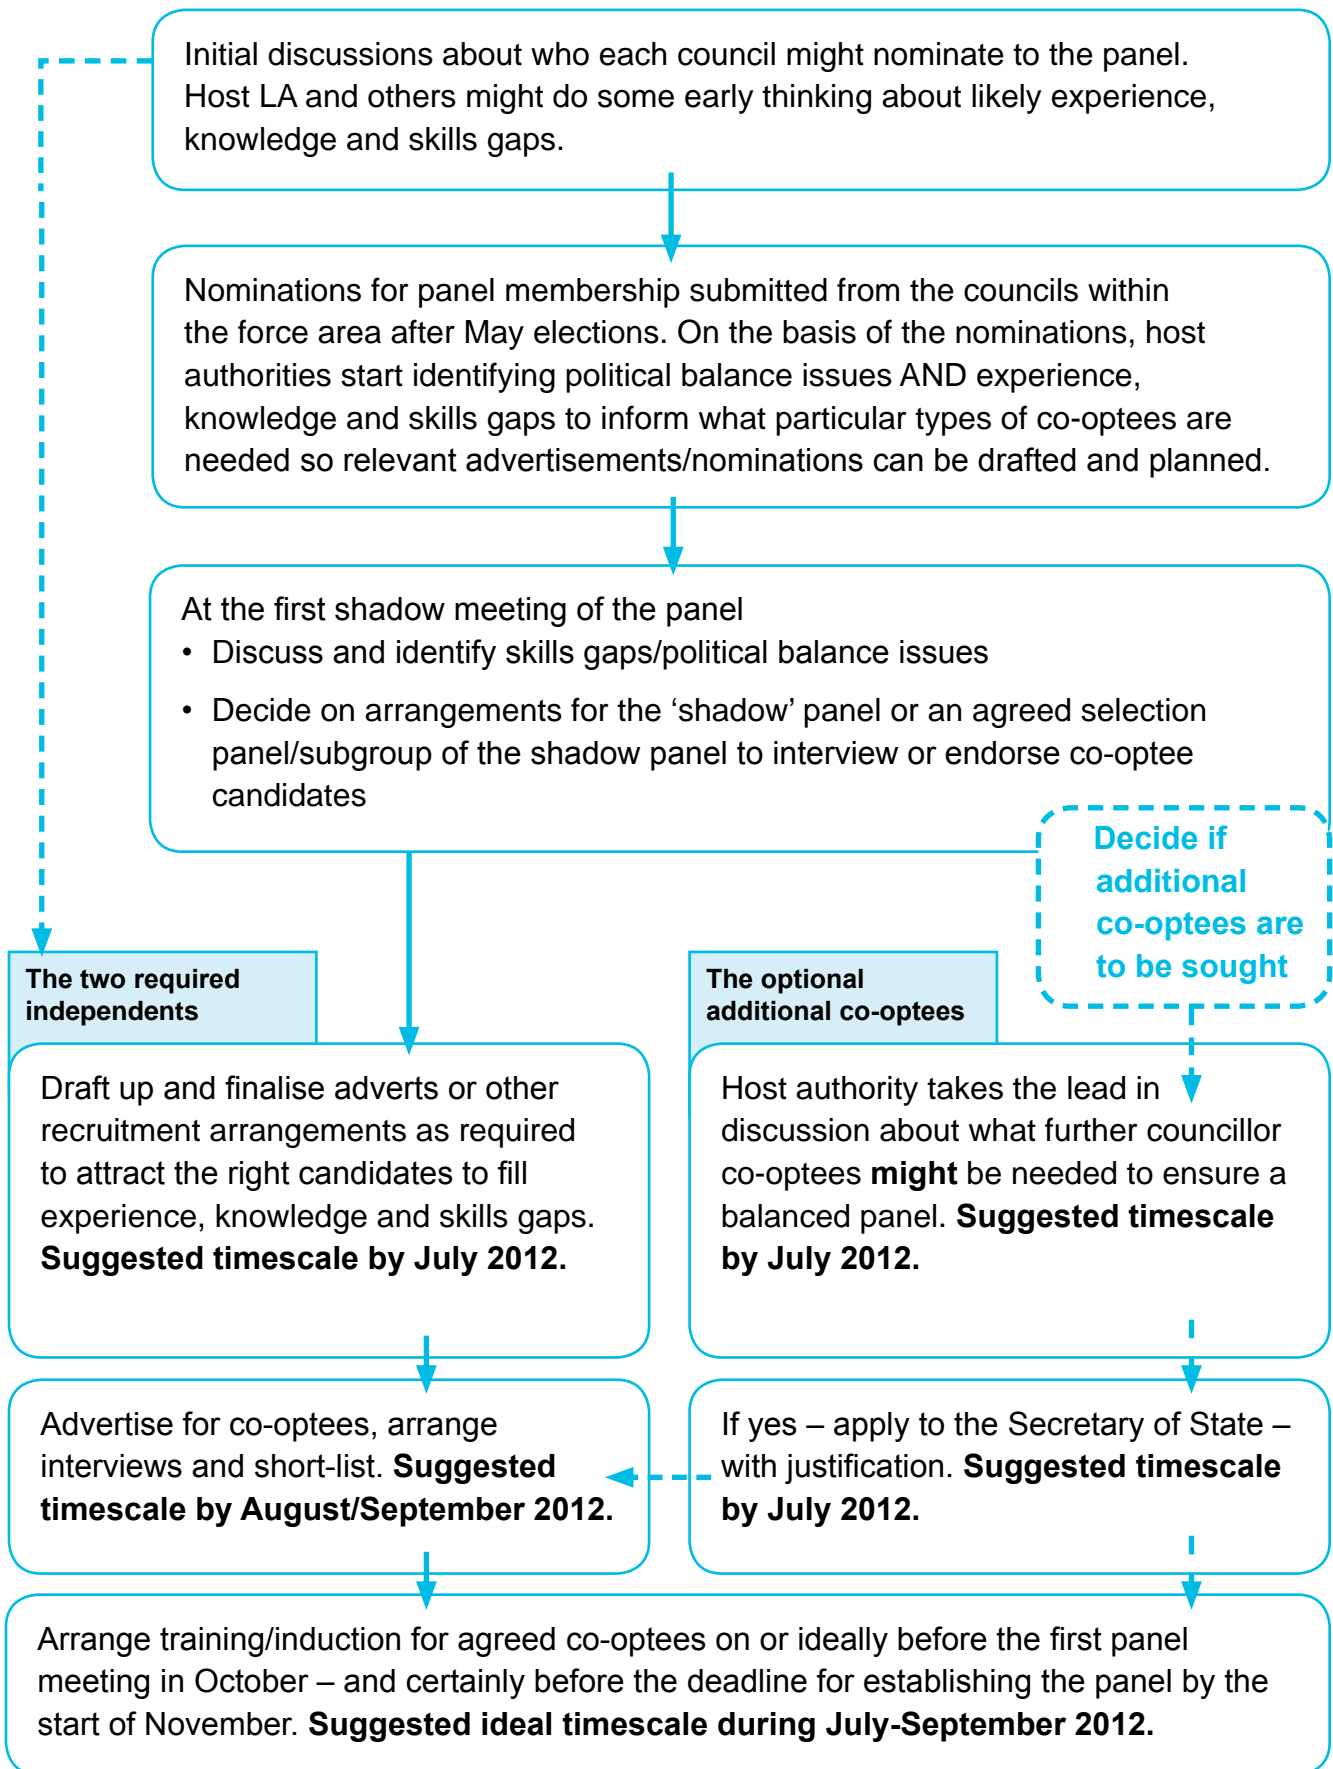 Initial discussions about who each council might nominate to the panel.
Host LA and others might do some early thinking about likely experience,
knowledge and skills gaps.
Nominations for panel membership submitted from the councils within
the force area after May elections. On the basis of the nominations, host
authorities start identifying political balance issues AND experience,
knowledge and skills gaps to inform what particular types of co-optees are
needed so relevant advertisements/nominations can be drafted and planned.
At the first shadow meeting of the panel
• Discuss and identify skills gaps/political balance issues
• Decide on arrangements for the ‘shadow’ panel or an agreed selection
panel/subgroup of the shadow panel to interview or endorse co-optee
candidates
Decide if
additional
co-optees are
to be sought
The two required
independents
Draft up and finalise adverts or other
recruitment arrangements as required
to attract the right candidates to fill
experience, knowledge and skills gaps.
Suggested timescale by July 2012.
The optional
additional co-optees
Host authority takes the lead in
discussion about what further councillor
co-optees might be needed to ensure a
balanced panel. Suggested timescale
by July 2012.
Advertise for co-optees, arrange
interviews and short-list. Suggested
timescale by August/September 2012.
If yes – apply to the Secretary of State –
with justification. Suggested timescale
by July 2012.
Arrange training/induction for agreed co-optees on or ideally before the first panel
meeting in October – and certainly before the deadline for establishing the panel by the
start of November. Suggested ideal timescale during July-September 2012.